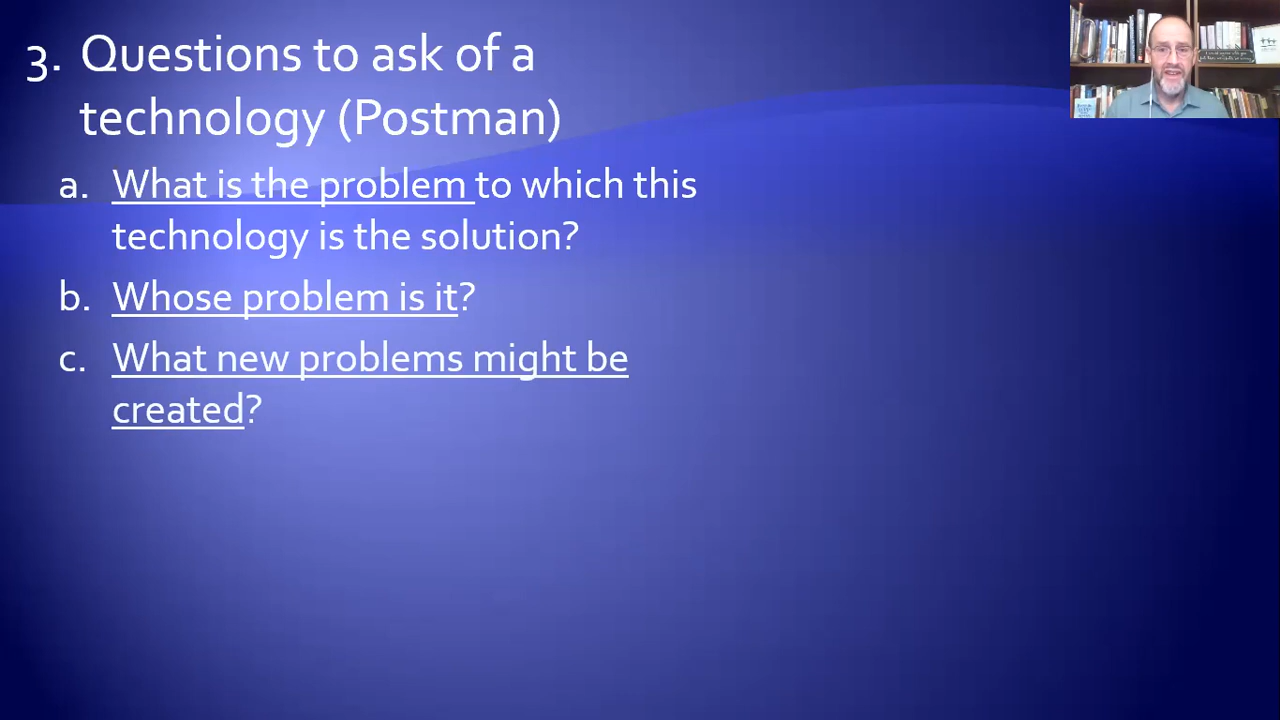 3. Questions to ask of a
technology (Postman)
a. What is the problem to which this
technology is the solution?
b. Whose problem is it?
c. What new problems might be
created?